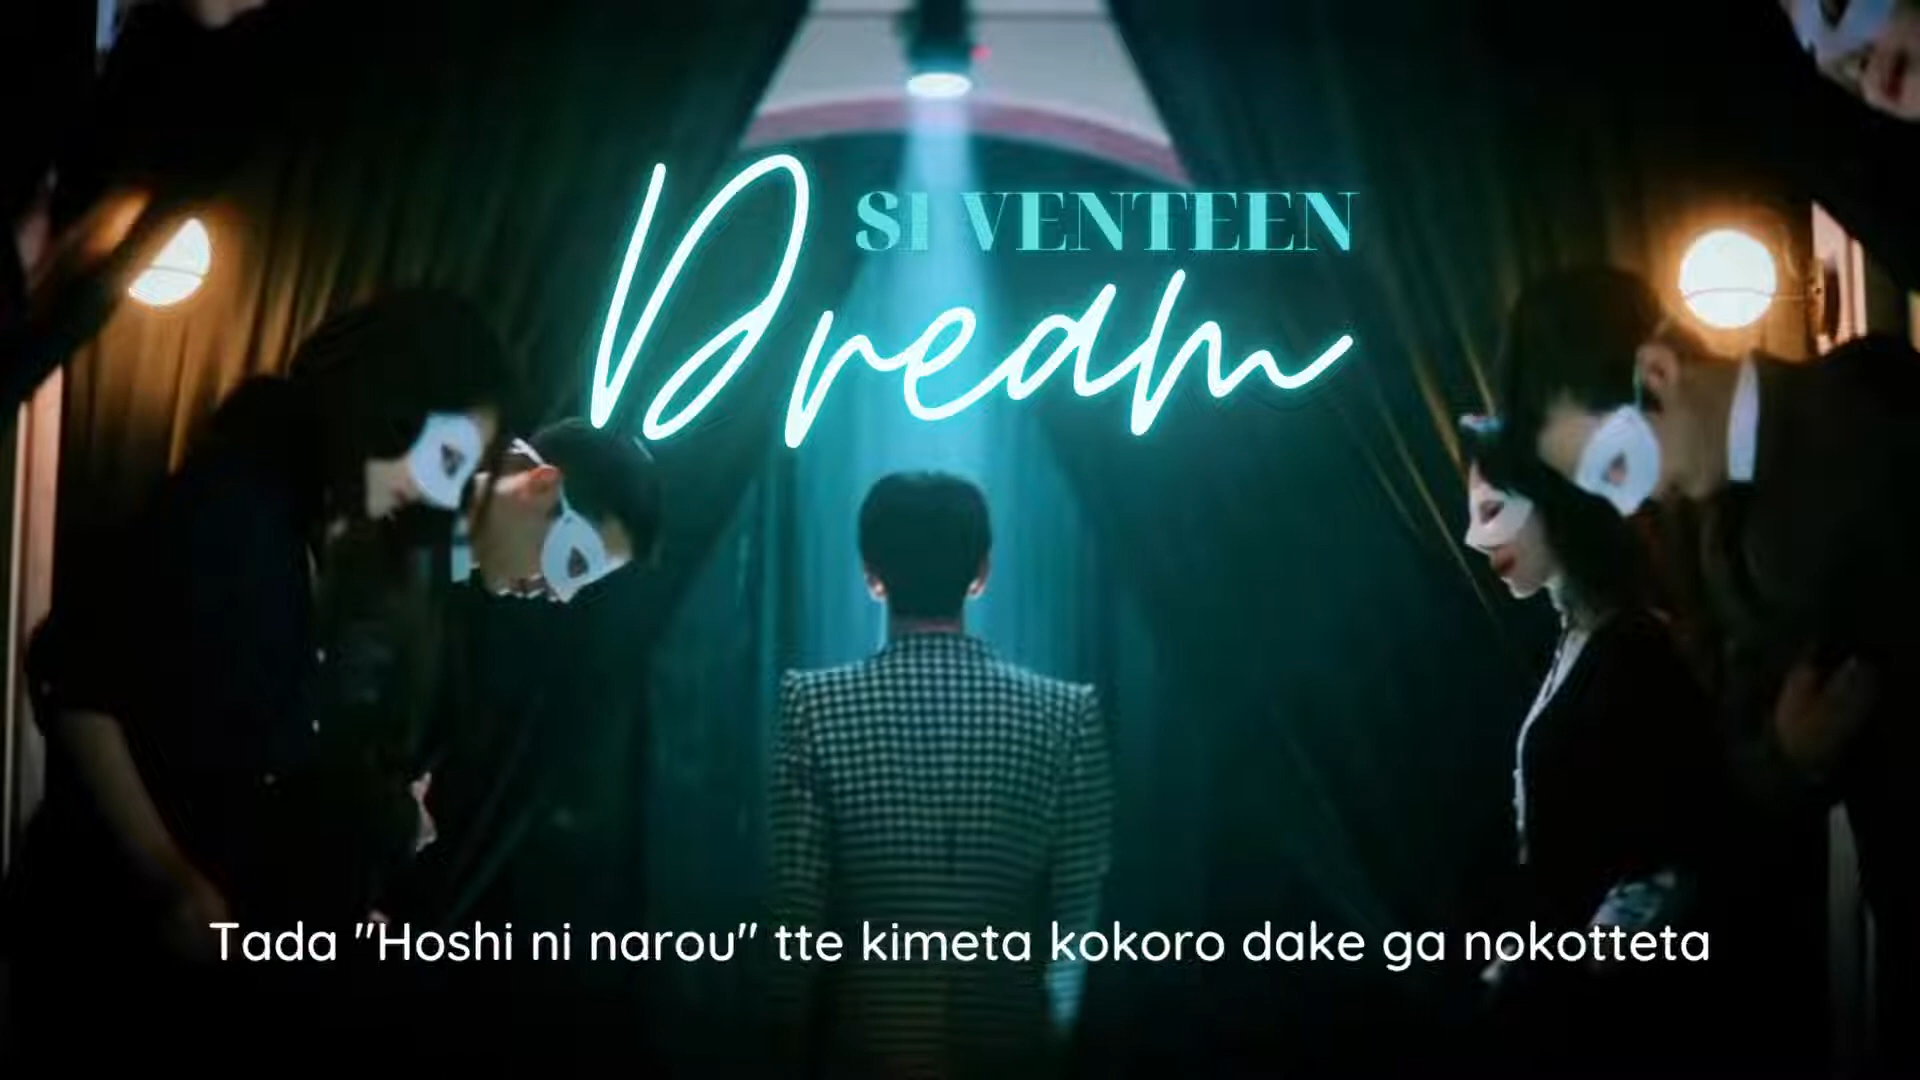 SEVENTEEN
Dream
Tada "Hoshi ni narou" tte kimeta kokoro dake ga nokotteta